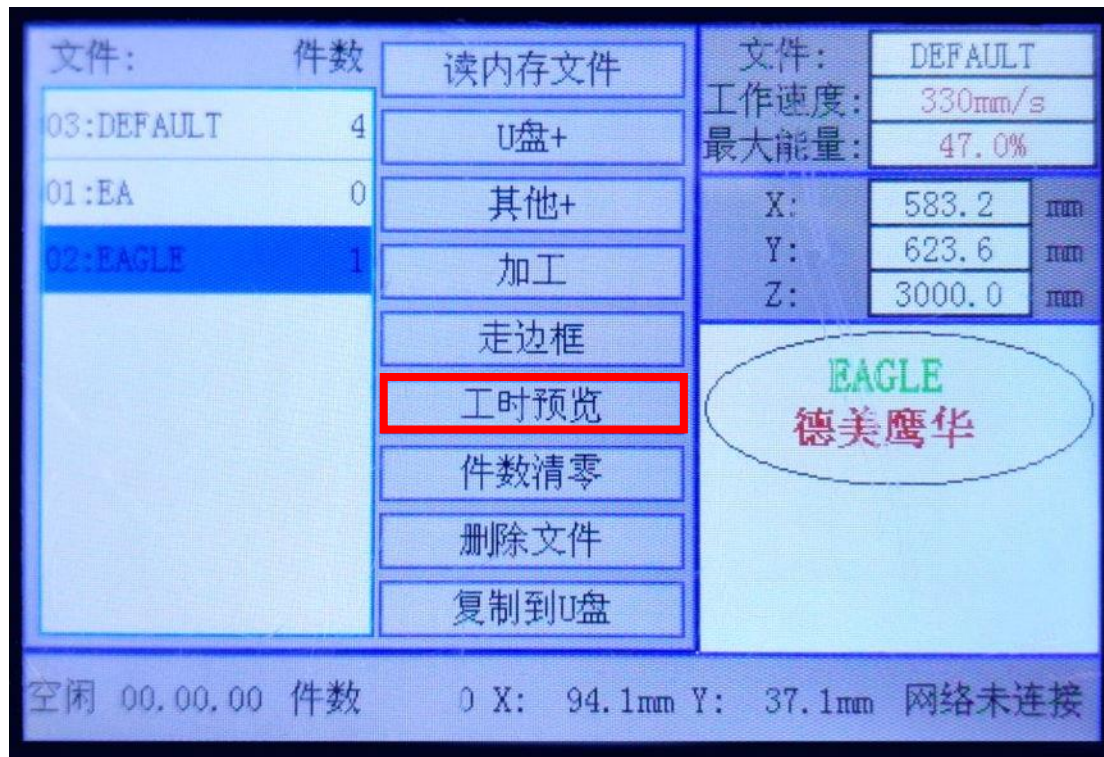 文件: 件数
03:DEFAULT 4
01:EA 0
02:EAGLE 1
读内存文件
U盘+
其他+
加工
走边框
工时预览
件数清零
删除文件
复制到U盘
文件: DEFAULT
工作速度: 330mm/s
最大能量: 47.0%
X: 583.2 mm
Y: 623.6 mm
Z: 3000.0 mm
EAGLE
德美鹰华
空闲 00.00.00 件数 0 X: 94.1mm Y: 37.1mm 网络未连接